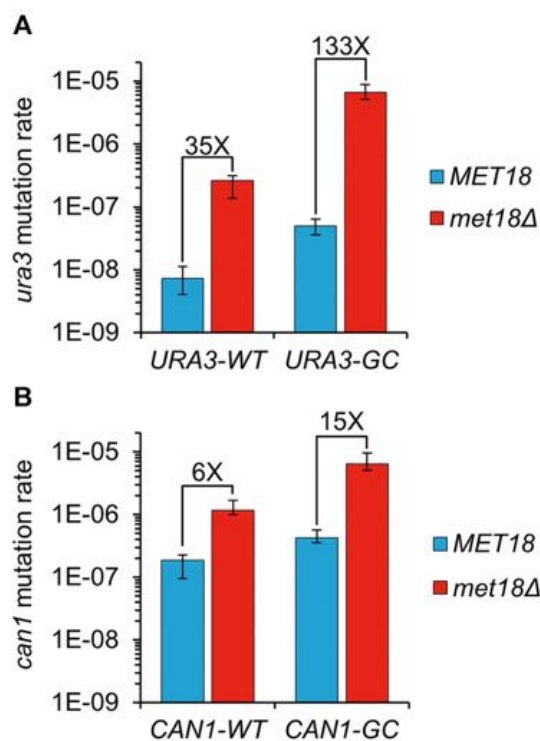 A
133X
35X
ura3 mutation rate
1E-05
1E-06
1E-07
1E-08
1E-09
URA3-WT
URA3-GC
MET18
met18Δ
B
15X
6X
can1 mutation rate
1E-05
1E-06
1E-07
1E-08
1E-09
CAN1-WT
CAN1-GC
MET18
met18Δ